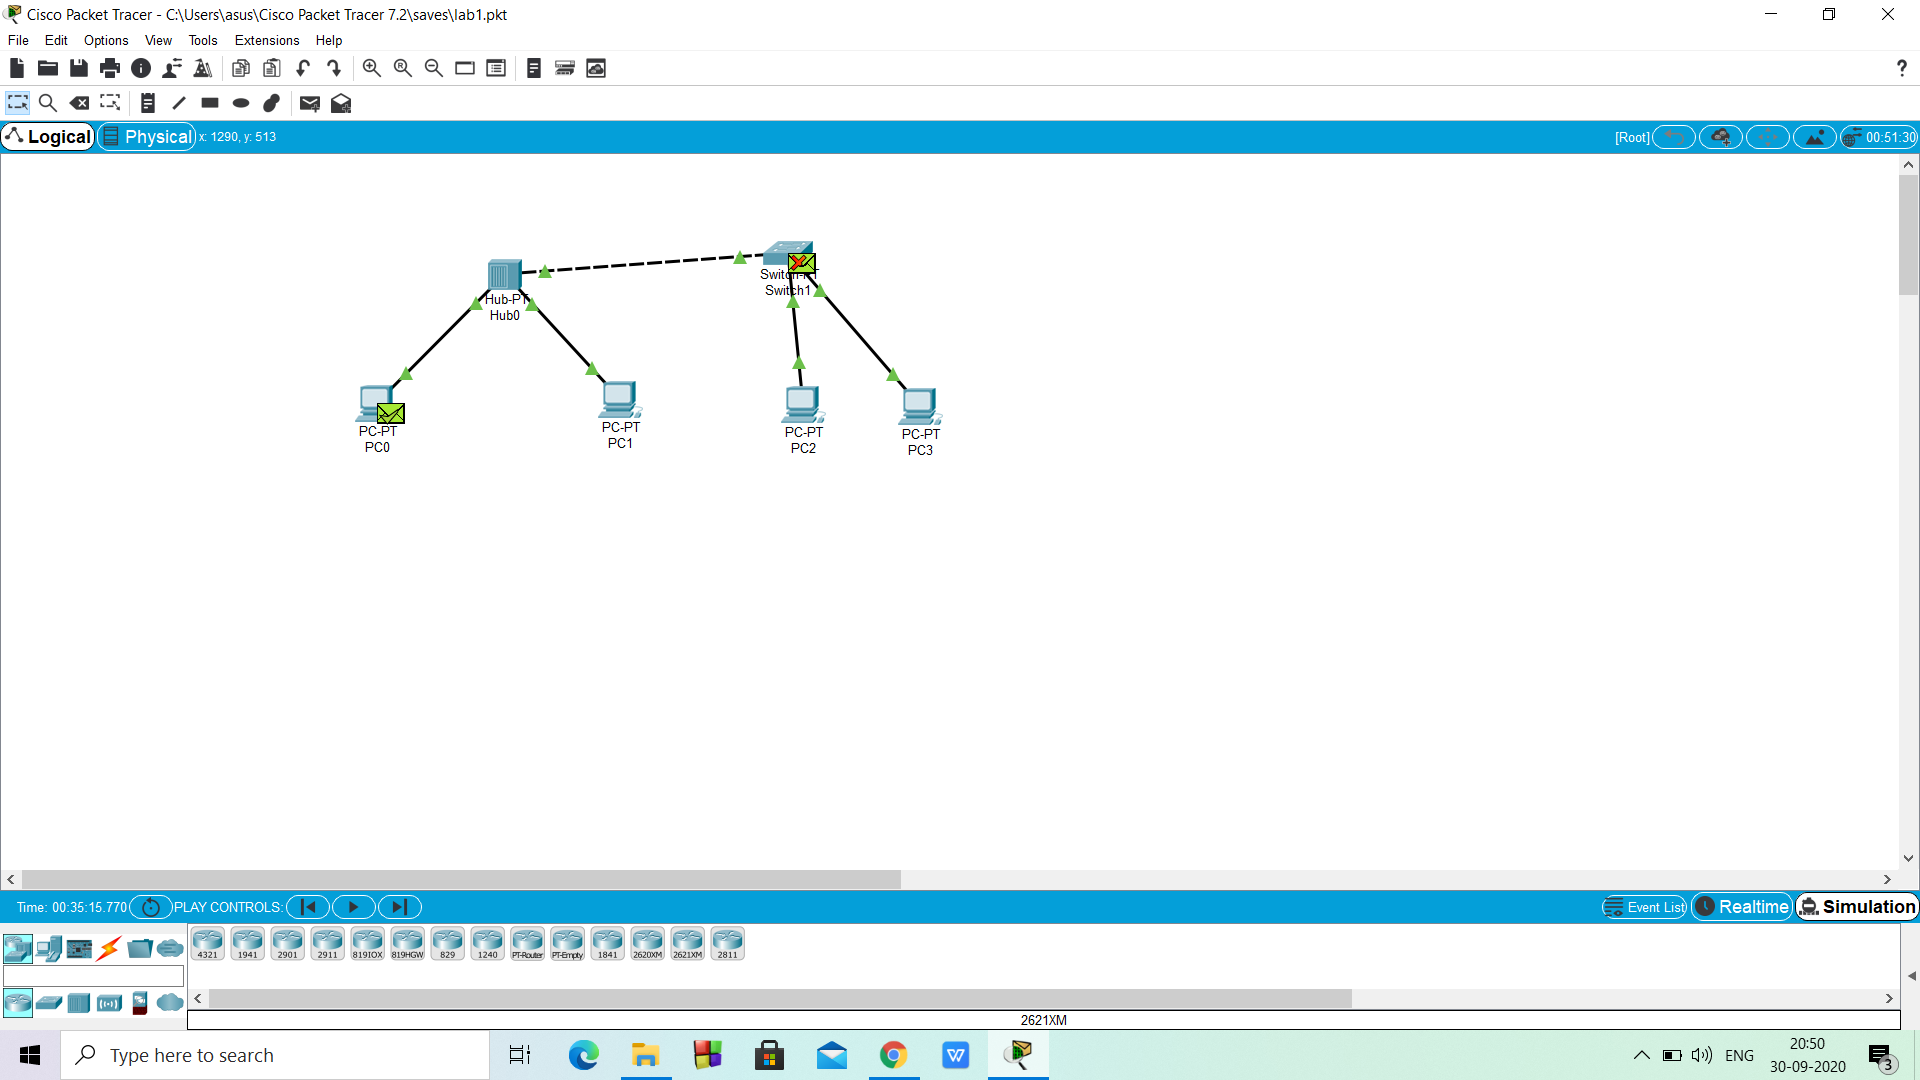 Cisco Packet Tracer - C:\Users\asus\Cisco Packet Tracer 7.2\saves\lab1.pkt
File Edit Options View Tools Extensions Help
?
Logical Physical x: 1290, y: 513 [Root] 00:51:30
Switch-PT
Switch1
Hub-PT
Hub0
PC-PT
PC0
PC-PT
PC1
PC-PT
PC2
PC-PT
PC3
Time: 00:35:15.770 PLAY CONTROLS: Event List Realtime Simulation
4321 1941 2901 2911 819IOX 819HGW 829 1240 PT-Router PT-Empty 1841 2620XM 2621XM 2811
2621XM
Type here to search
ENG
20:50
30-09-2020
3